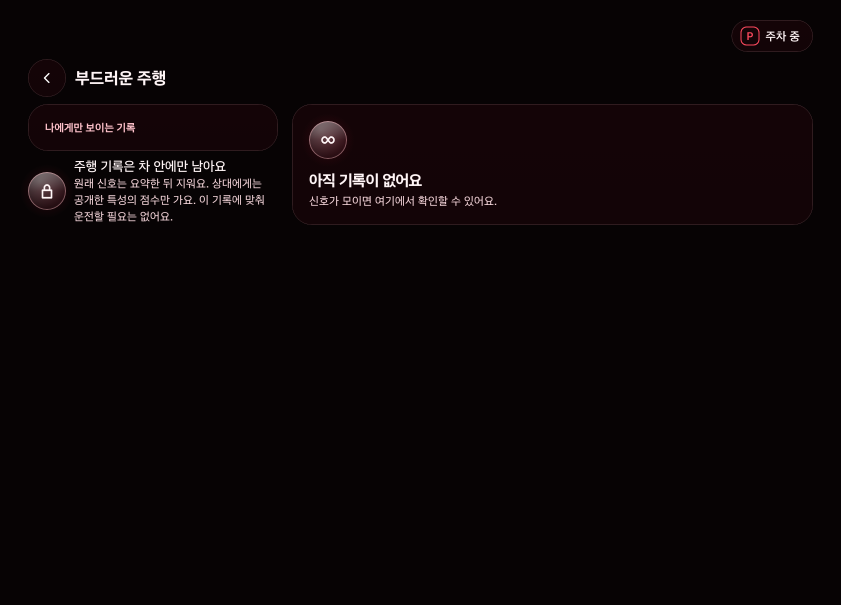 P 주차 중
부드러운 주행
나에게만 보이는 기록
주행 기록은 차 안에만 남아요
원래 신호는 요약한 뒤 지워요. 상대에게는
공개한 특성의 점수만 가요. 이 기록에 맞춰
운전할 필요는 없어요.
아직 기록이 없어요
신호가 모이면 여기에서 확인할 수 있어요.